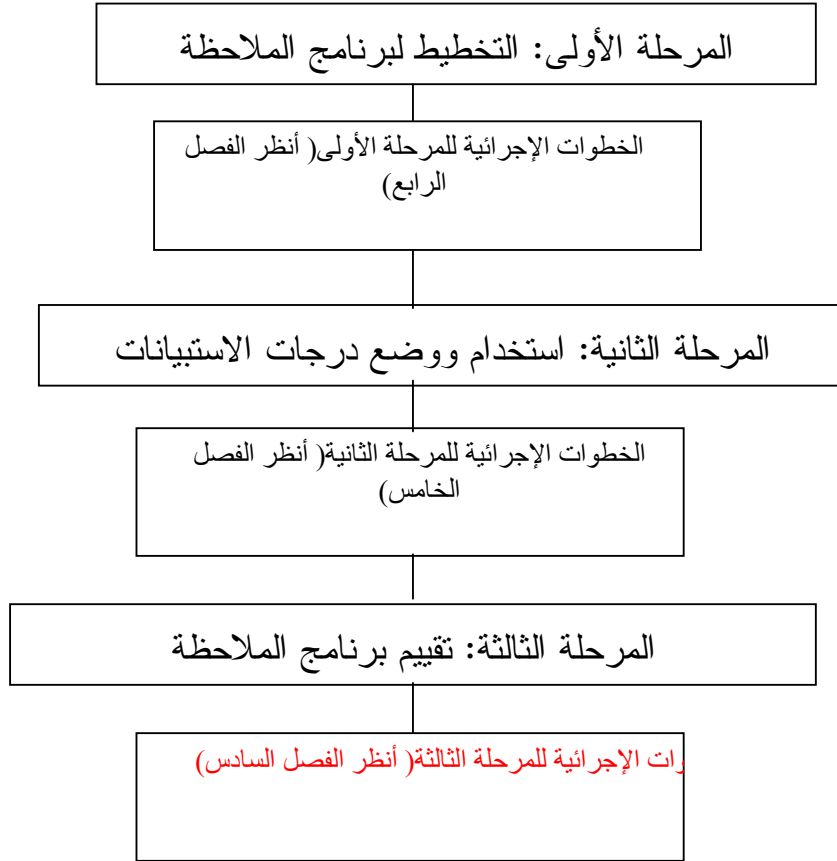 المرحلة الأولى: التخطيط لبرنامج الملاحظة
الخطوات الإجرائية للمرحلة الأولى( أنظر الفصل
الرابع)
المرحلة الثانية: استخدام ووضع درجات الاستبيانات
الخطوات الإجرائية للمرحلة الثانية( أنظر الفصل
الخامس)
المرحلة الثالثة: تقييم برنامج الملاحظة
الإجرائية للمرحلة الثالثة( أنظر الفصل السادس)